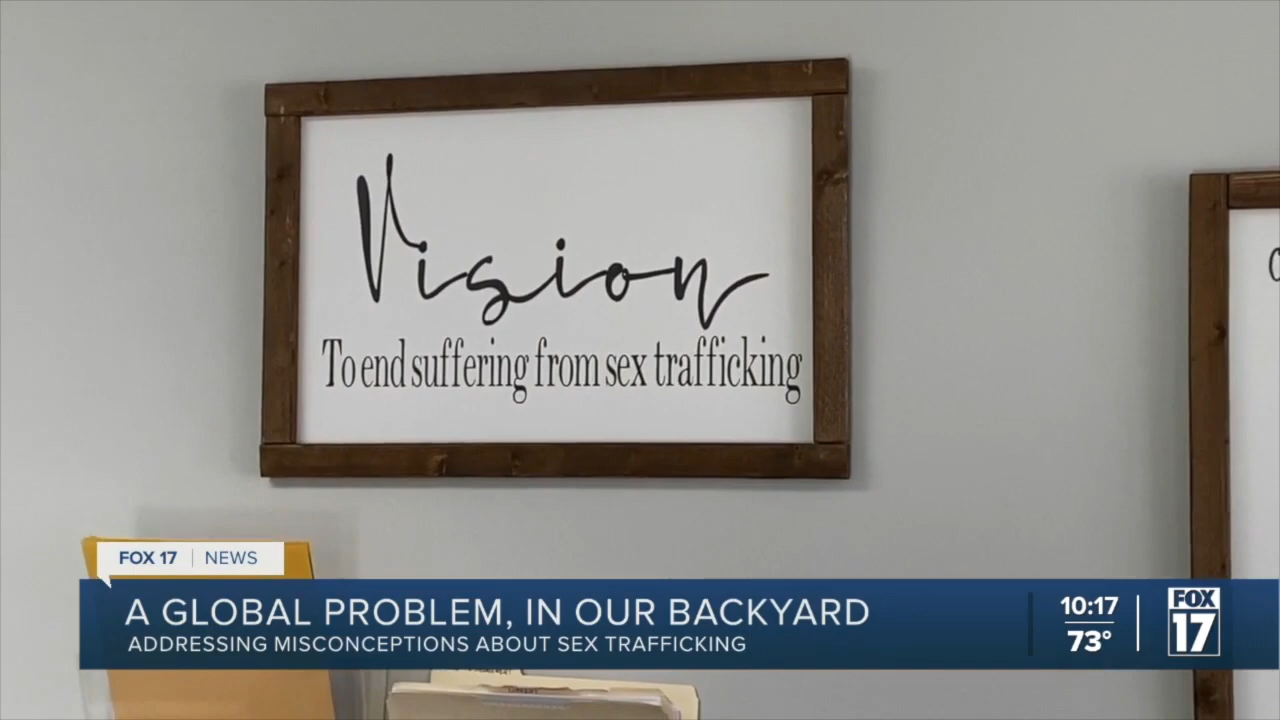 Vision
To end suffering from sex trafficking
FOX 17 NEWS
A GLOBAL PROBLEM, IN OUR BACKYARD
ADDRESSING MISCONCEPTIONS ABOUT SEX TRAFFICKING
10:17
73°
FOX
17